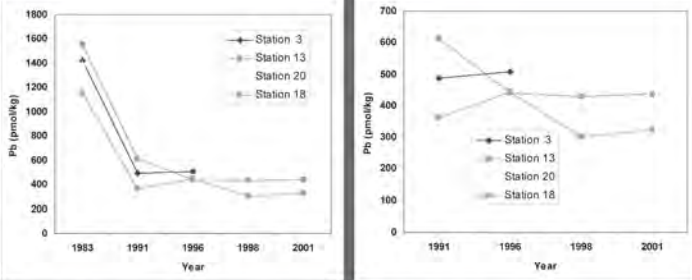 1800
1600
1400
1200
1000
800
600
400
200
0
Pb (pmol/kg)
Station 3
Station 13
Station 20
Station 18
1983 1991 1996 1998 2001
Year
700
600
500
400
300
200
100
0
Pb (pmol/kg)
Station 3
Station 13
Station 20
Station 18
1991 1996 1998 2001
Year